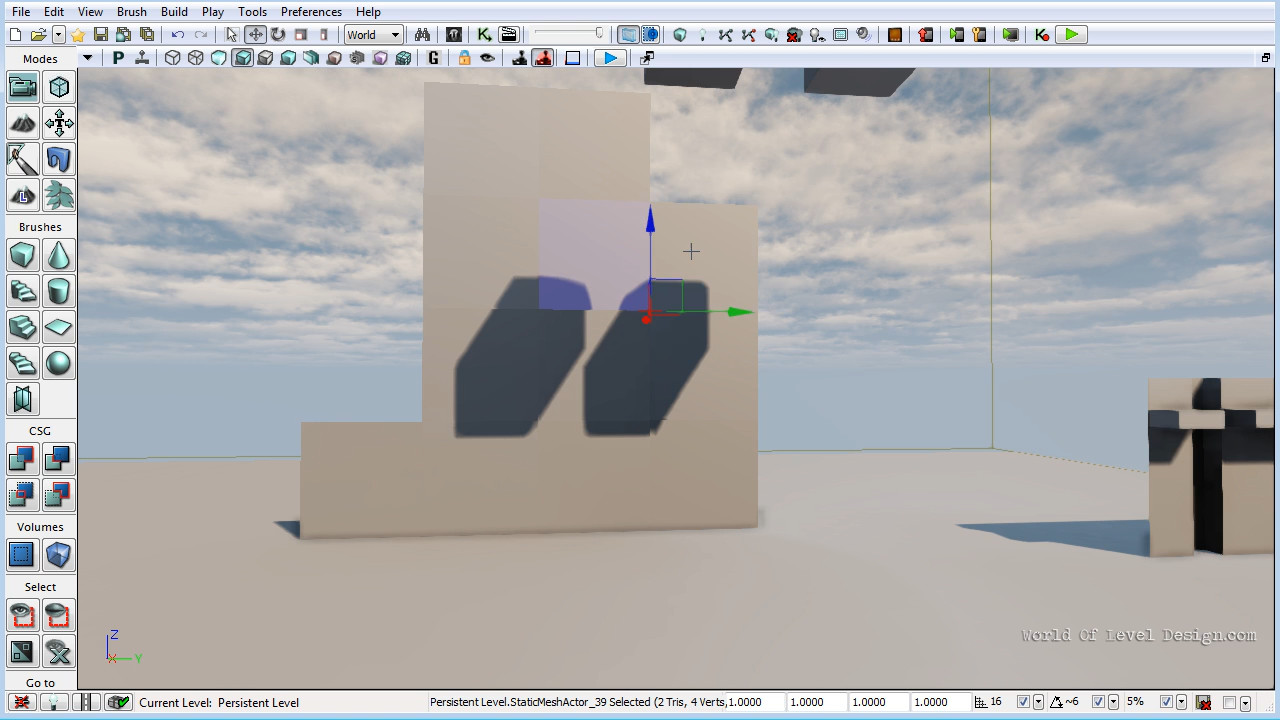 File Edit View Brush Build Play Tools Preferences Help
World
Modes
P
G
Brushes
CSG
Volumes
Select
Go to
Z
Y
X
World Of Level Design.com
Current Level: Persistent Level
Persistent Level.StaticMeshActor_39 Selected (2 Tris, 4 Verts, 1.0000 1.0000 1.0000 1.0000 16 ~6 5%